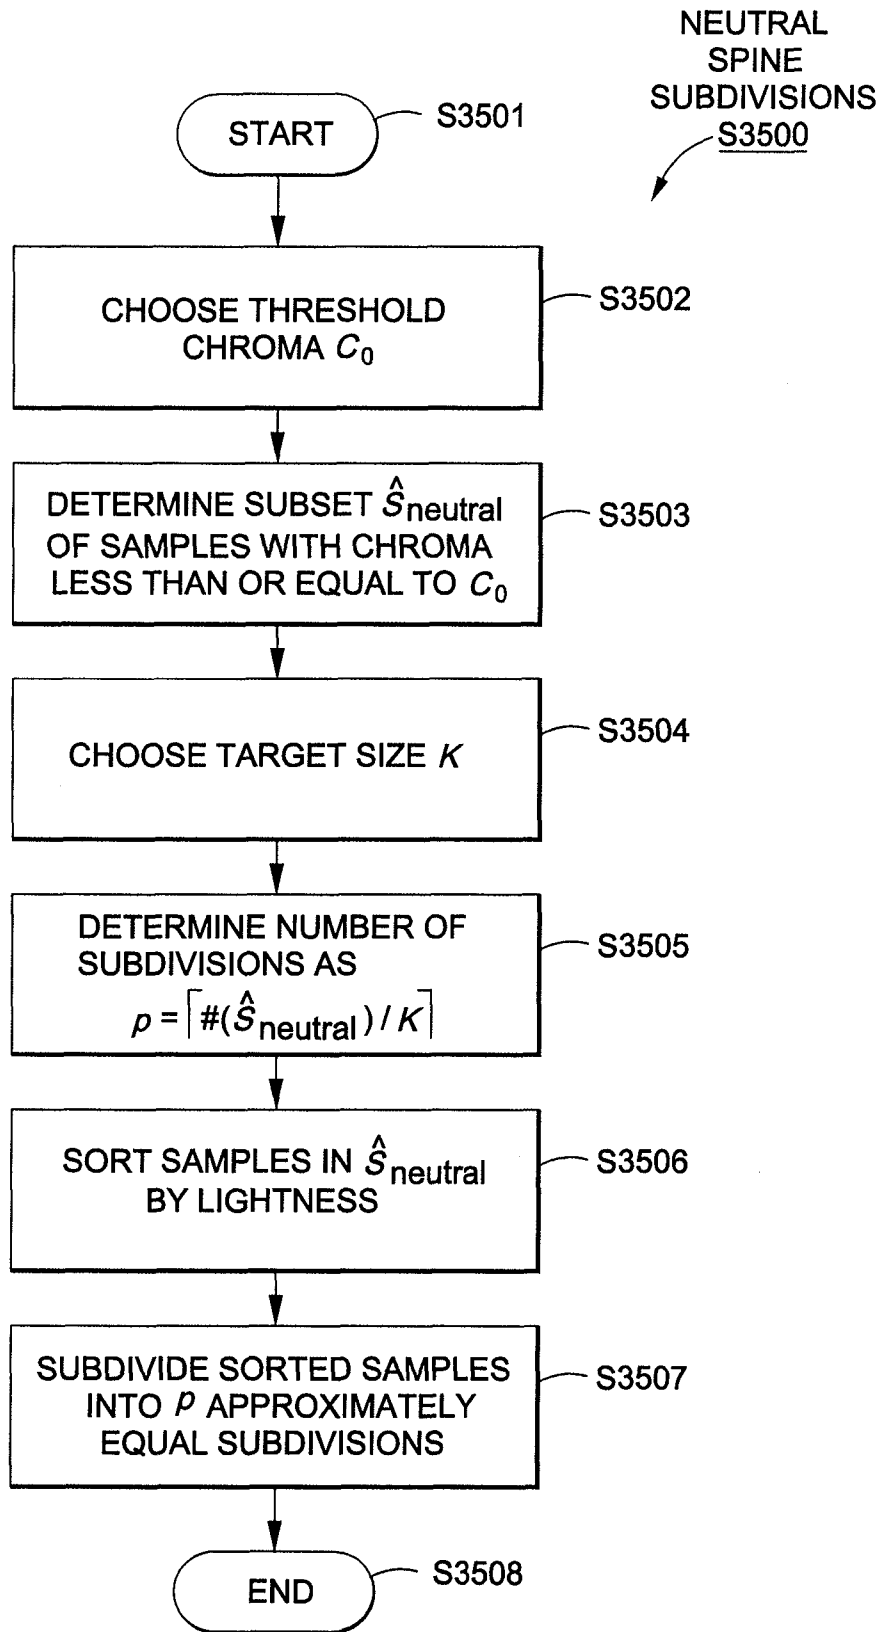 NEUTRAL
SPINE
SUBDIVISIONS
S3500
START
S3501
CHOOSE THRESHOLD
CHROMA C₀
S3502
DETERMINE SUBSET Ŝneutral
OF SAMPLES WITH CHROMA
LESS THAN OR EQUAL TO C₀
S3503
CHOOSE TARGET SIZE K
S3504
DETERMINE NUMBER OF
SUBDIVISIONS AS
p = ⌈#(Ŝneutral) / K⌉
S3505
SORT SAMPLES IN Ŝneutral
BY LIGHTNESS
S3506
SUBDIVIDE SORTED SAMPLES
INTO p APPROXIMATELY
EQUAL SUBDIVISIONS
S3507
END
S3508